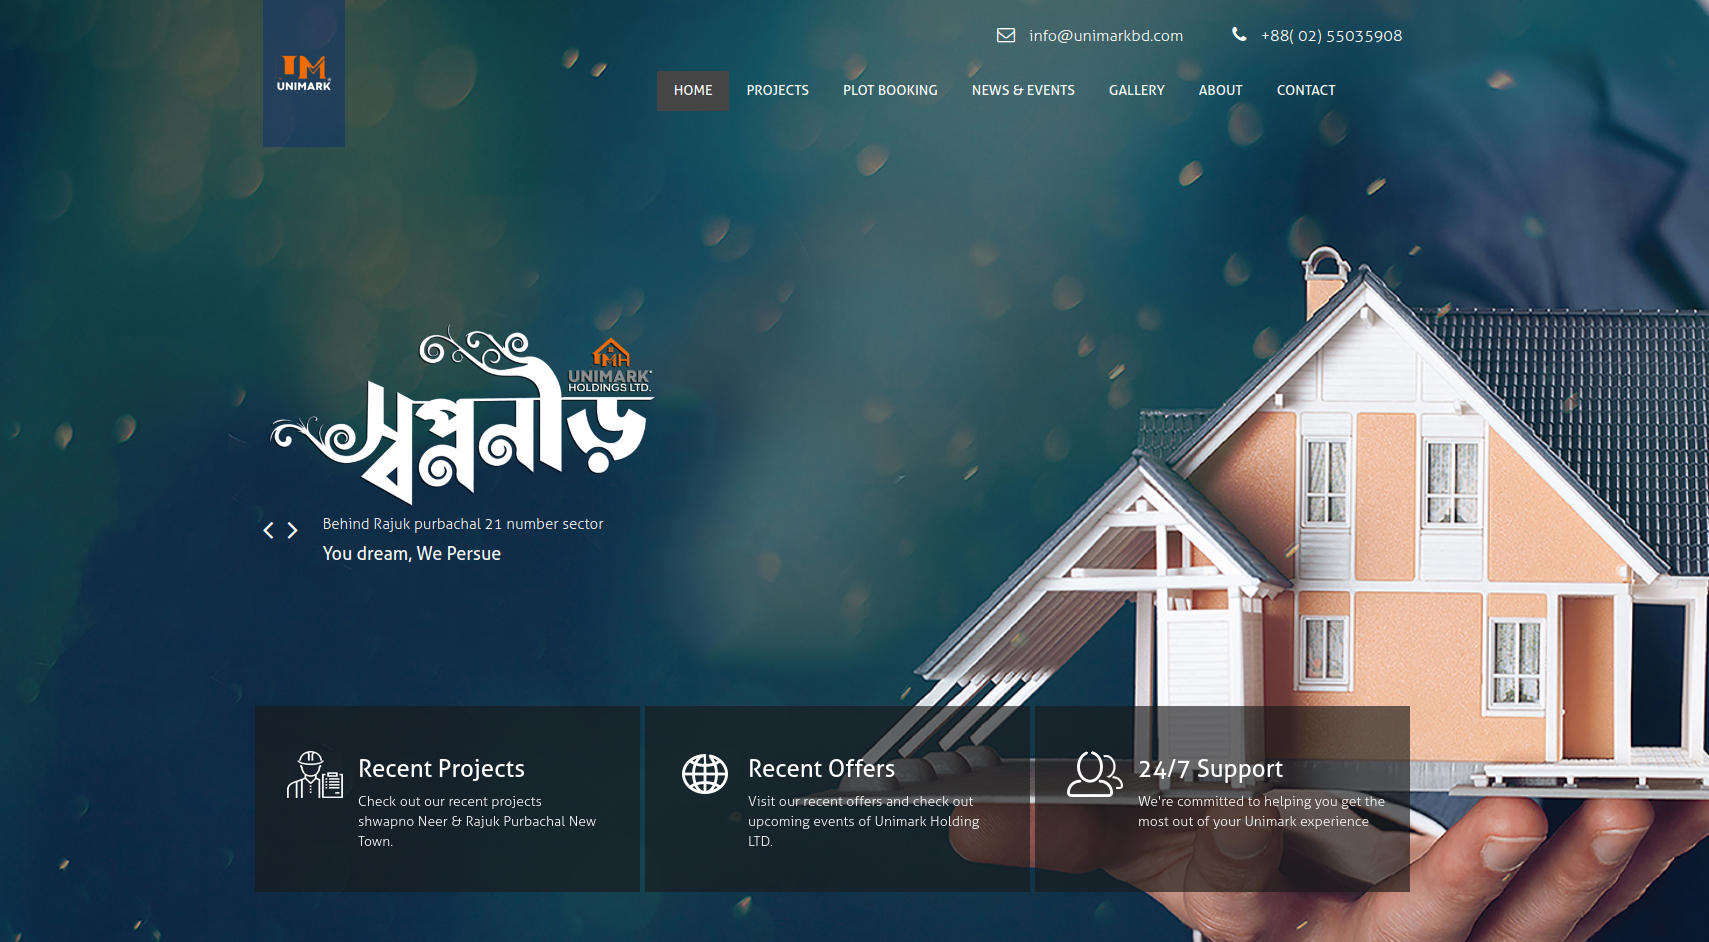 info@unimarkbd.com
+88( 02) 55035908
UNIMARK
HOME PROJECTS PLOT BOOKING NEWS & EVENTS GALLERY ABOUT CONTACT
UNIMARK
HOLDINGS LTD.
স্বপ্ননীড়
Behind Rajuk purbachal 21 number sector
You dream, We Persue
Recent Projects
Check out our recent projects
shwapno Neer & Rajuk Purbachal New
Town.
Recent Offers
Visit our recent offers and check out
upcoming events of Unimark Holding
LTD.
24/7 Support
We're committed to helping you get the
most out of your Unimark experience